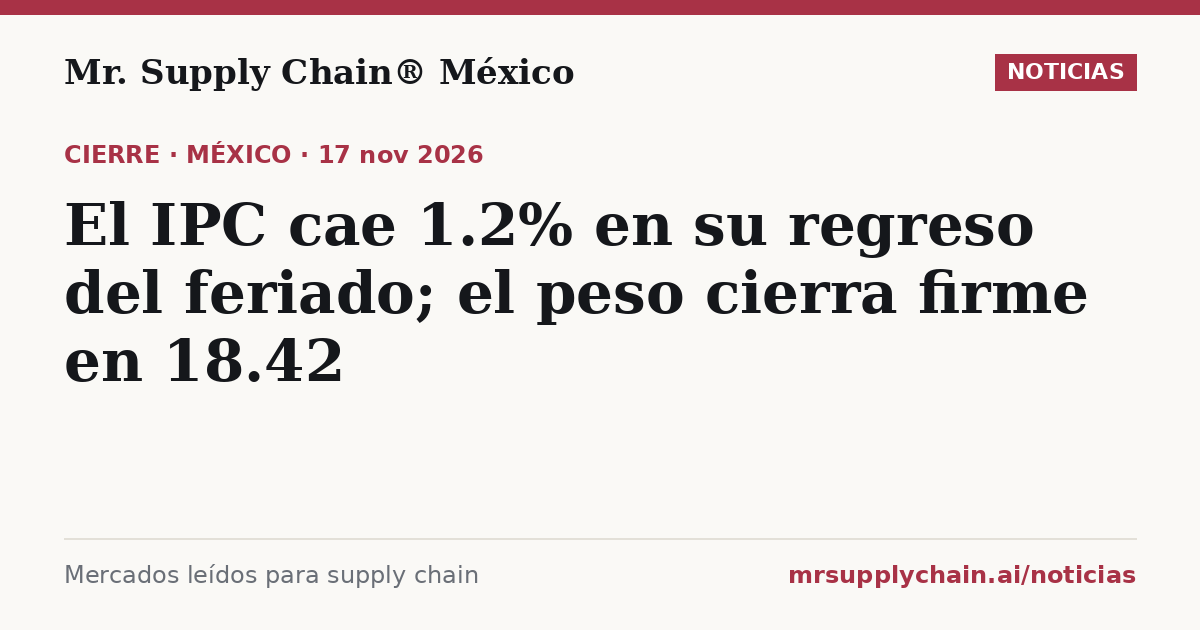 Mr. Supply Chain® México
NOTICIAS
CIERRE · MÉXICO · 17 nov 2026
El IPC cae 1.2% en su regreso
del feriado; el peso cierra firme
en 18.42
Mercados leídos para supply chain
mrsupplychain.ai/noticias